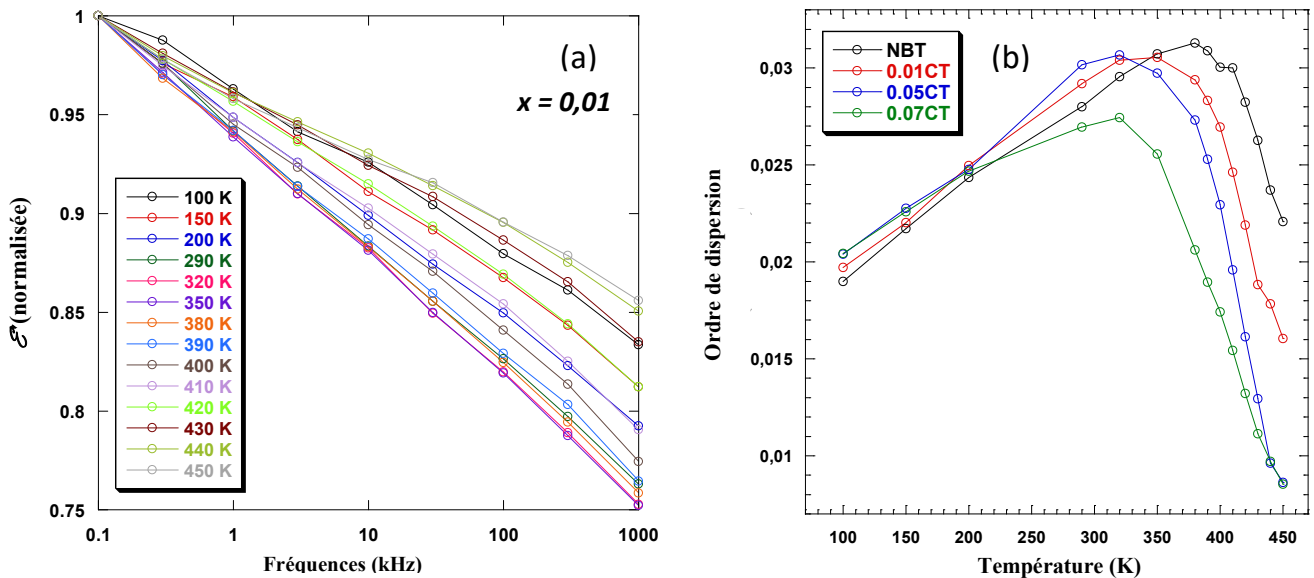 (a)
x = 0,01
ε' (normalisée)
1
0.95
0.9
0.85
0.8
0.75
100 K
150 K
200 K
290 K
320 K
350 K
380 K
390 K
400 K
410 K
420 K
430 K
440 K
450 K
0.1 1 10 100 1000
Fréquences (kHz)
(b)
NBT
0.01CT
0.05CT
0.07CT
Ordre de dispersion
0,03
0,025
0,02
0,015
0,01
100 150 200 250 300 350 400 450
Température (K)